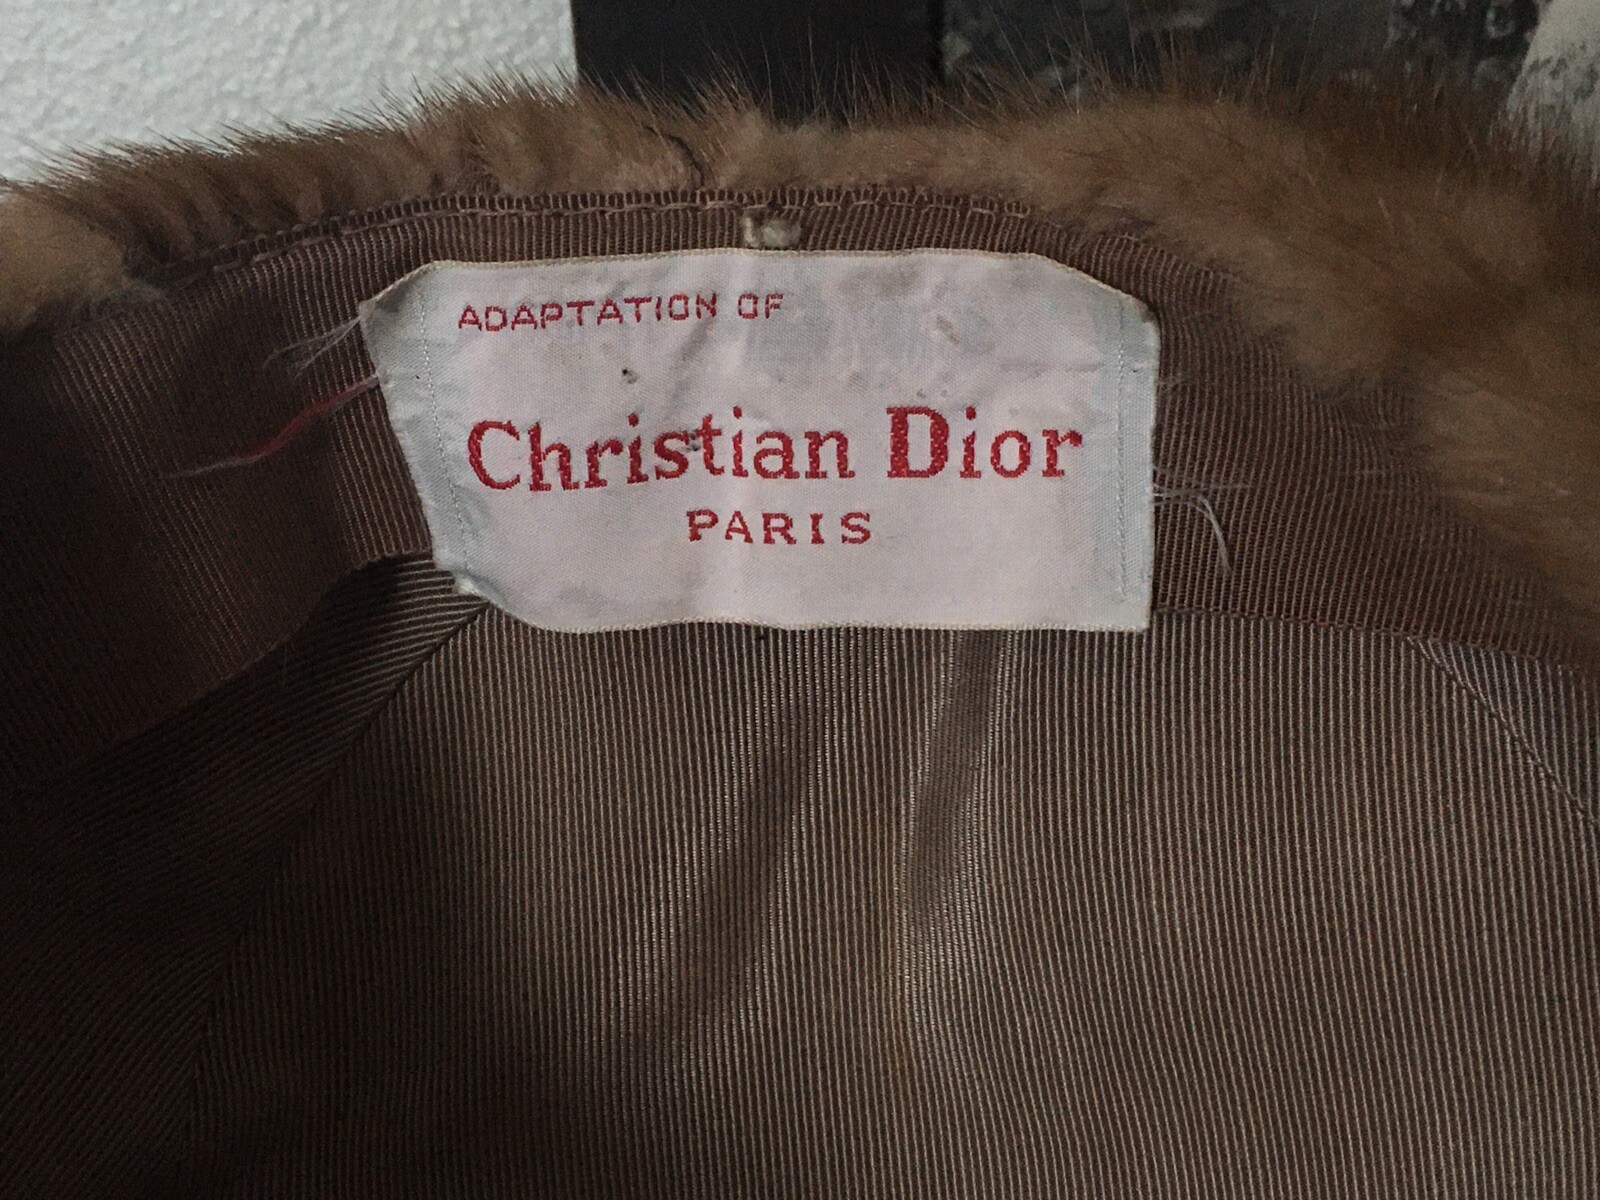 ADAPTATION OF
Christian Dior
PARIS